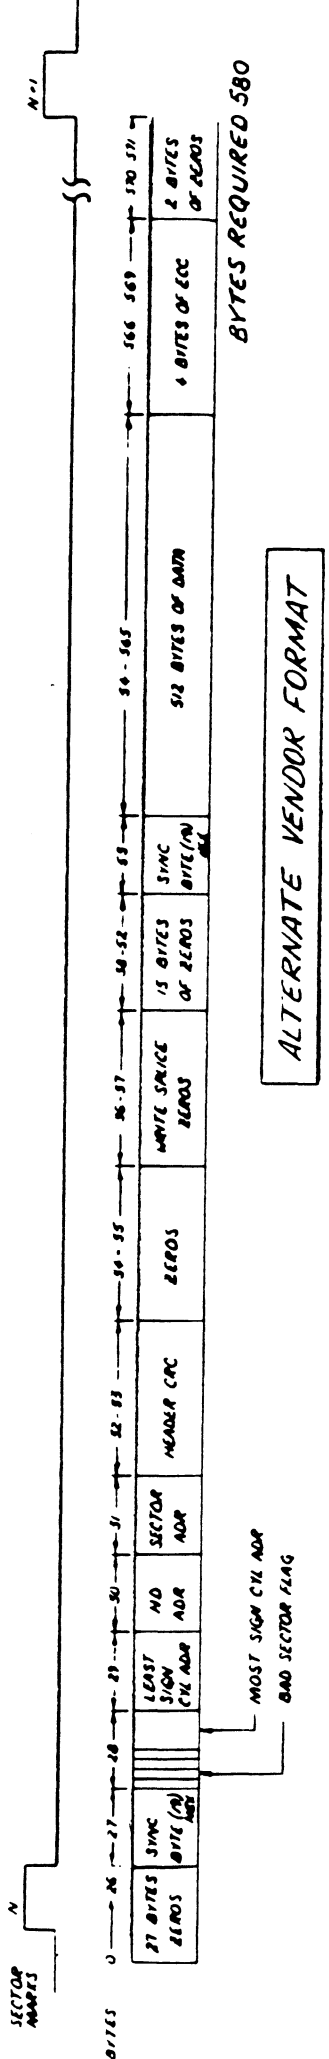 SECTOR
MARKS
N
N+1
BYTES
0 26 27 28 29 30 31 32 - 33 34 - 35 36 - 37 38 - 52 53 54 - 565 566 569 570 571
27 BYTES
ZEROS
SYNC
BYTE (19)
HEX
LEAST
SIGN
CYL ADR
HD
ADR
SECTOR
ADR
HEADER CRC
ZEROS
WRITE SPLICE
ZEROS
15 BYTES
OF ZEROS
SYNC
BYTE (19)
HEX
512 BYTES OF DATA
4 BYTES OF ECC
2 BYTES
OF ZEROS
MOST SIGN CYL ADR
BAD SECTOR FLAG
BYTES REQUIRED 580
ALTERNATE VENDOR FORMAT